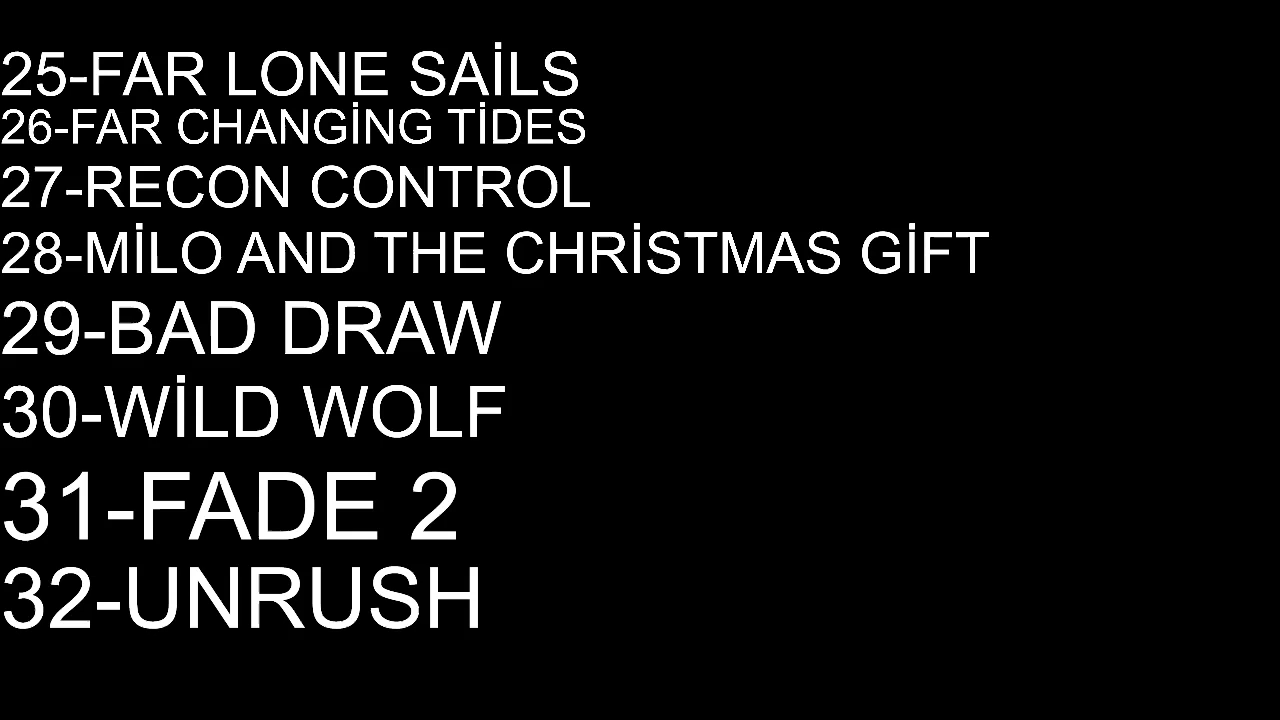 25-FAR LONE SAİLS
26-FAR CHANGİNG TİDES
27-RECON CONTROL
28-MİLO AND THE CHRİSTMAS GİFT
29-BAD DRAW
30-WİLD WOLF
31-FADE 2
32-UNRUSH